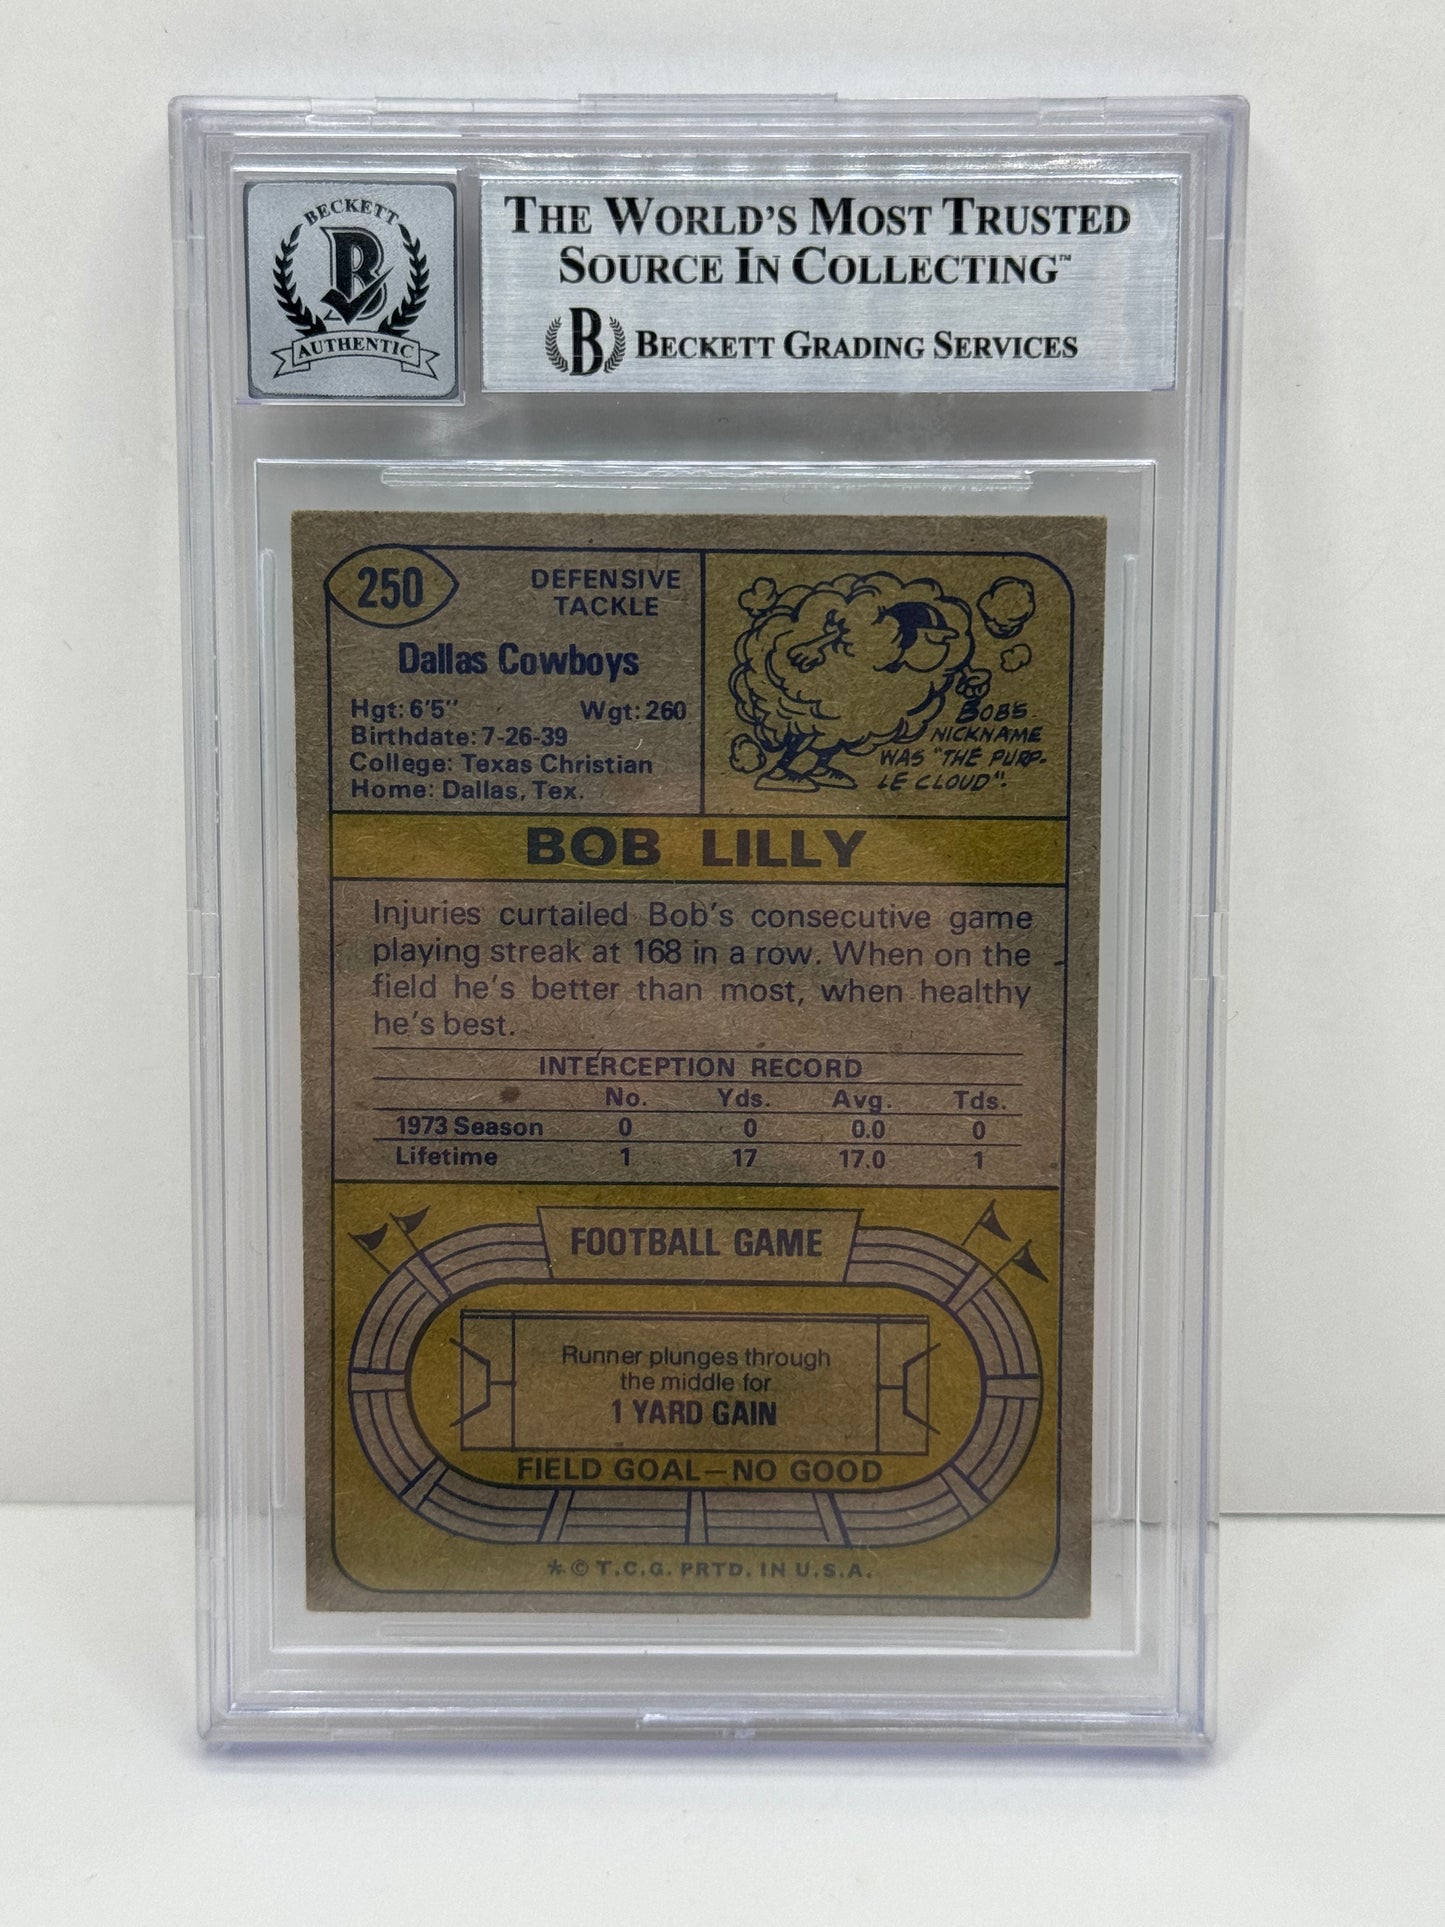 BECKETT
B
AUTHENTIC
THE WORLD'S MOST TRUSTED
SOURCE IN COLLECTING™
B BECKETT GRADING SERVICES
250
DEFENSIVE
TACKLE
Dallas Cowboys
Hgt: 6'5" Wgt: 260
Birthdate: 7-26-39
College: Texas Christian
Home: Dallas, Tex.
BOB'S
NICKNAME
WAS "THE PURP-
LE CLOUD".
BOB LILLY
Injuries curtailed Bob's consecutive game
playing streak at 168 in a row. When on the
field he's better than most, when healthy
he's best.
INTERCEPTION RECORD
No. Yds. Avg. Tds.
1973 Season 0 0 0.0 0
Lifetime 1 17 17.0 1
FOOTBALL GAME
Runner plunges through
the middle for
1 YARD GAIN
FIELD GOAL—NO GOOD
* © T.C.G. PRTD. IN U.S.A.